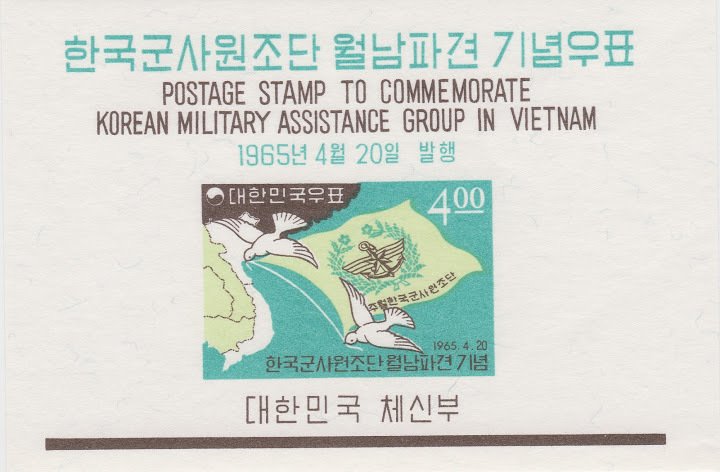 한국군사원조단 월남파견 기념우표
POSTAGE STAMP TO COMMEMORATE
KOREAN MILITARY ASSISTANCE GROUP IN VIETNAM
1965년 4월 20일 발행
대한민국우표
4.00
주월한국군사원조단
1965.4.20
한국군사원조단월남파견기념
대한민국 체신부